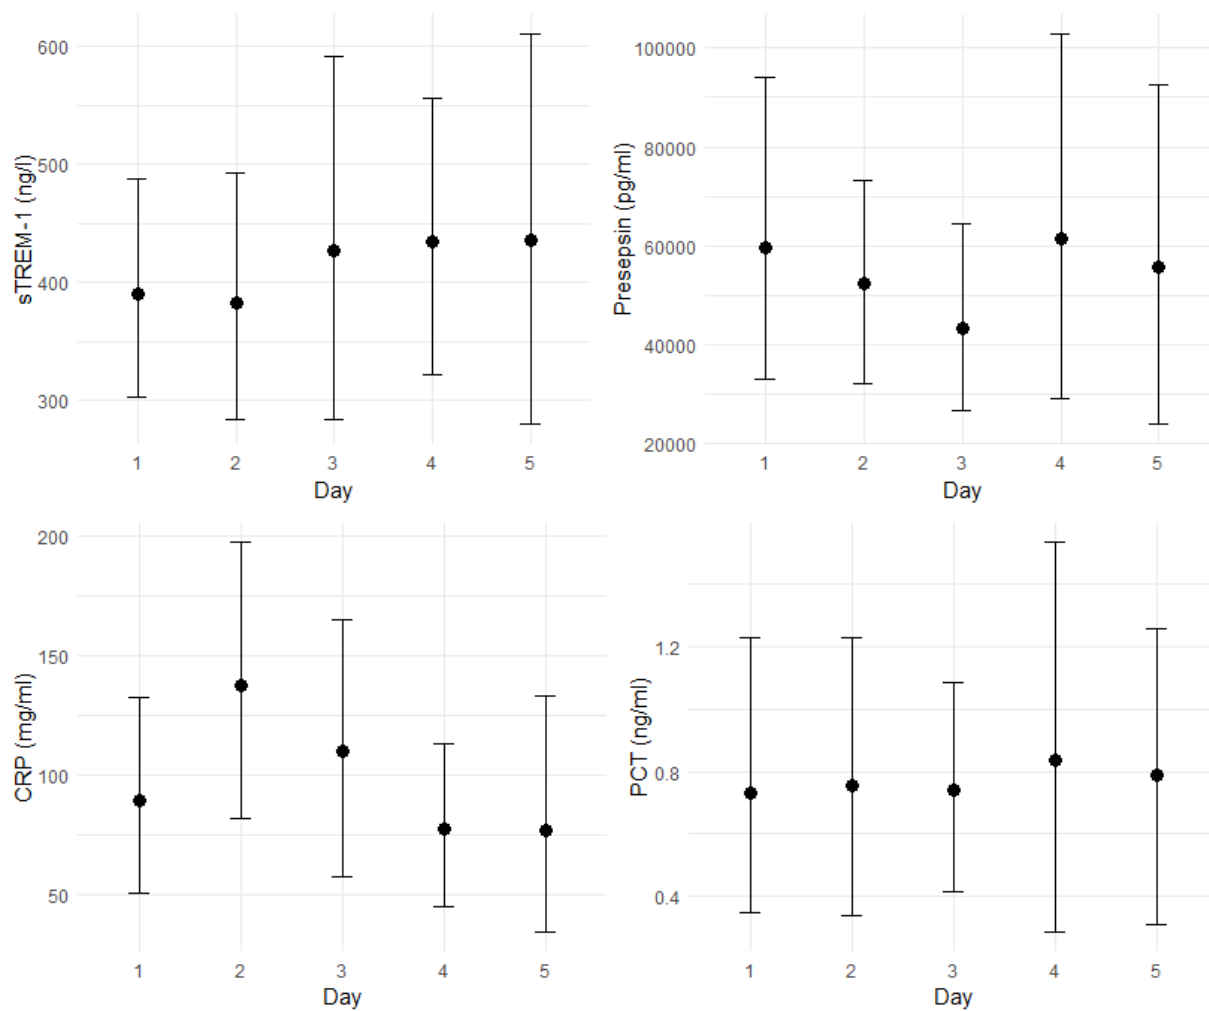 sTREM-1 (ng/l)
600
500
400
300
1 2 3 4 5
Day
Presepsin (pg/ml)
100000
80000
60000
40000
20000
1 2 3 4 5
Day
CRP (mg/ml)
200
150
100
50
1 2 3 4 5
Day
PCT (ng/ml)
1.2
0.8
0.4
1 2 3 4 5
Day